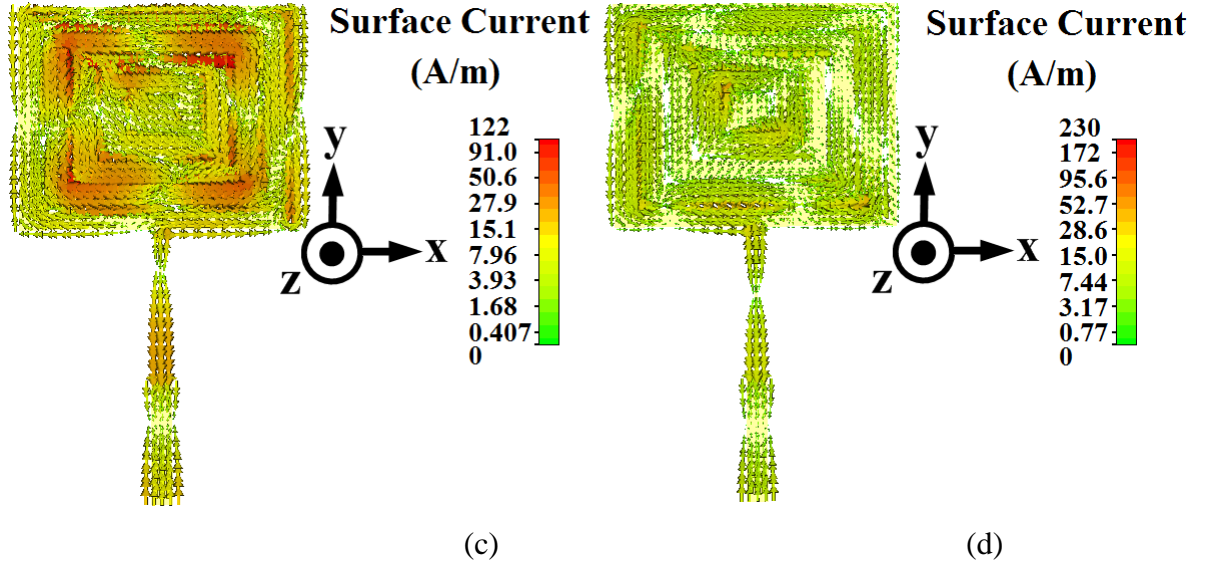 Surface Current
(A/m)
122
91.0
50.6
27.9
15.1
7.96
3.93
1.68
0.407
0
y
x
z
(c)
Surface Current
(A/m)
230
172
95.6
52.7
28.6
15.0
7.44
3.17
0.77
0
y
x
z
(d)